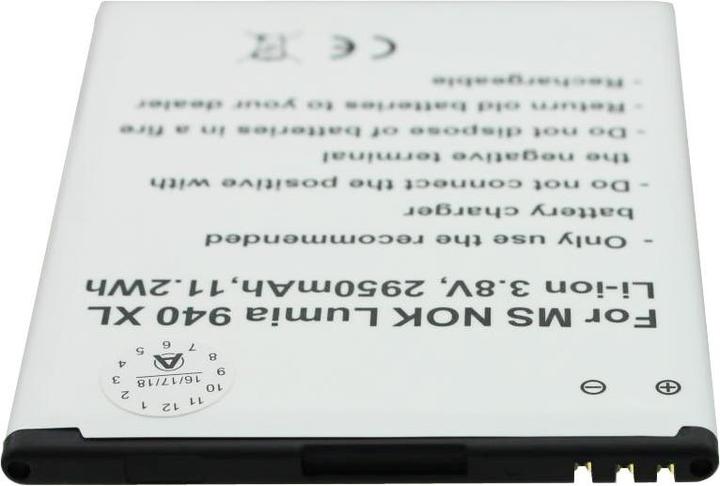 For MS NOK Lumia 940 XL
Li-ion 3.8V, 2950mAh,11.2Wh
- Only use the recommended
battery charger
- Do not connect the positive with
the negative terminal
- Do not dispose of batteries in a fire
- Return old batteries to your dealer
- Rechargeable
CE
A
16/17/18
1 2 3 4 5 6 7 8 9 10 11 12
⊕ ⊖